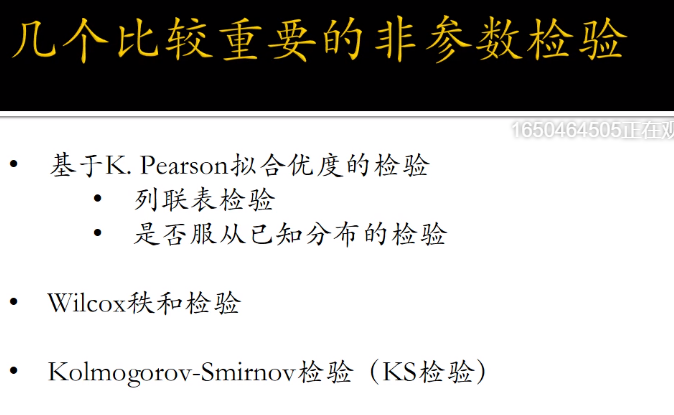 几个比较重要的非参数检验
1650464505正在观
• 基于K. Pearson拟合优度的检验
• 列联表检验
• 是否服从已知分布的检验
• Wilcox秩和检验
• Kolmogorov-Smirnov检验（KS检验）